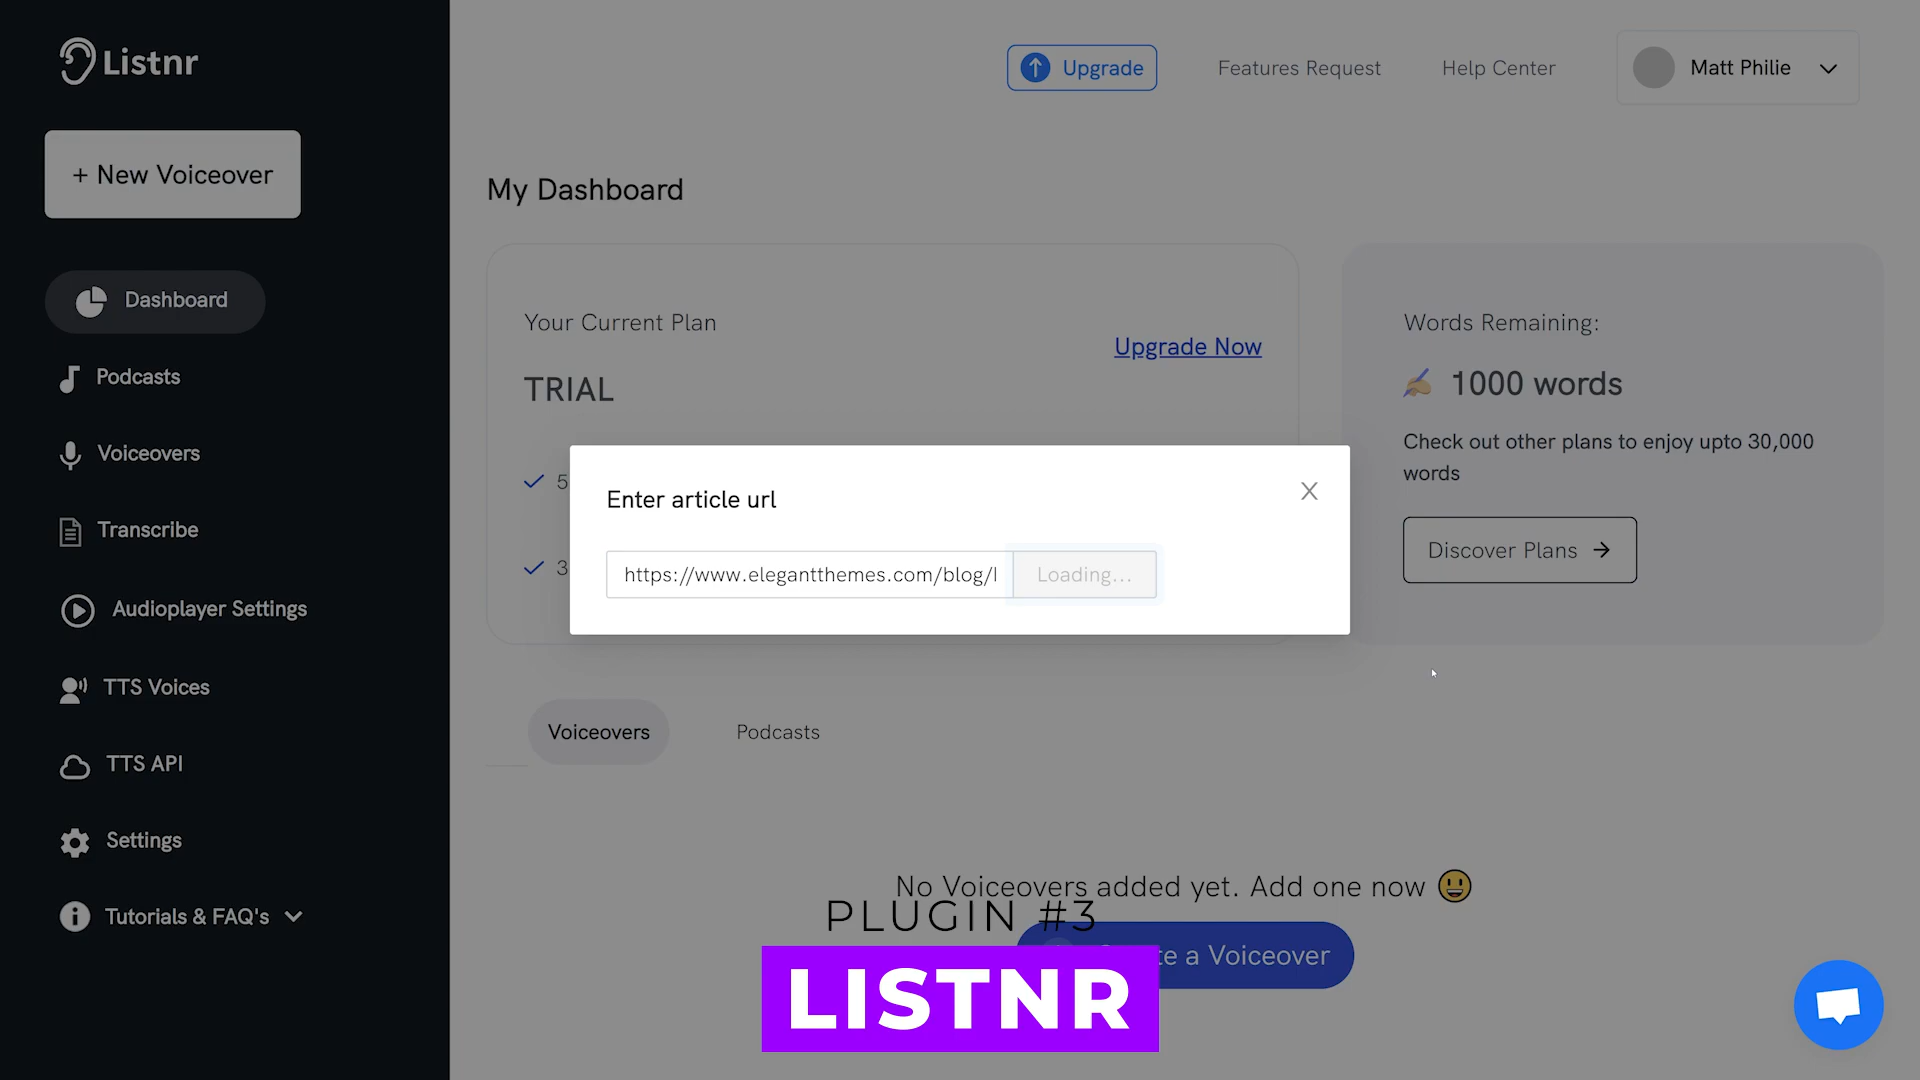 Listnr
Upgrade
Features Request
Help Center
Matt Philie
+ New Voiceover
My Dashboard
Dashboard
Podcasts
Voiceovers
Transcribe
Audioplayer Settings
TTS Voices
TTS API
Settings
Tutorials & FAQ's
Your Current Plan
Upgrade Now
TRIAL
5
3
Words Remaining:
1000 words
Check out other plans to enjoy upto 30,000
words
Discover Plans
Enter article url
https://www.elegantthemes.com/blog/
Loading...
Voiceovers
Podcasts
No Voiceovers added yet. Add one now
PLUGIN #3
a Voiceover
LISTNR